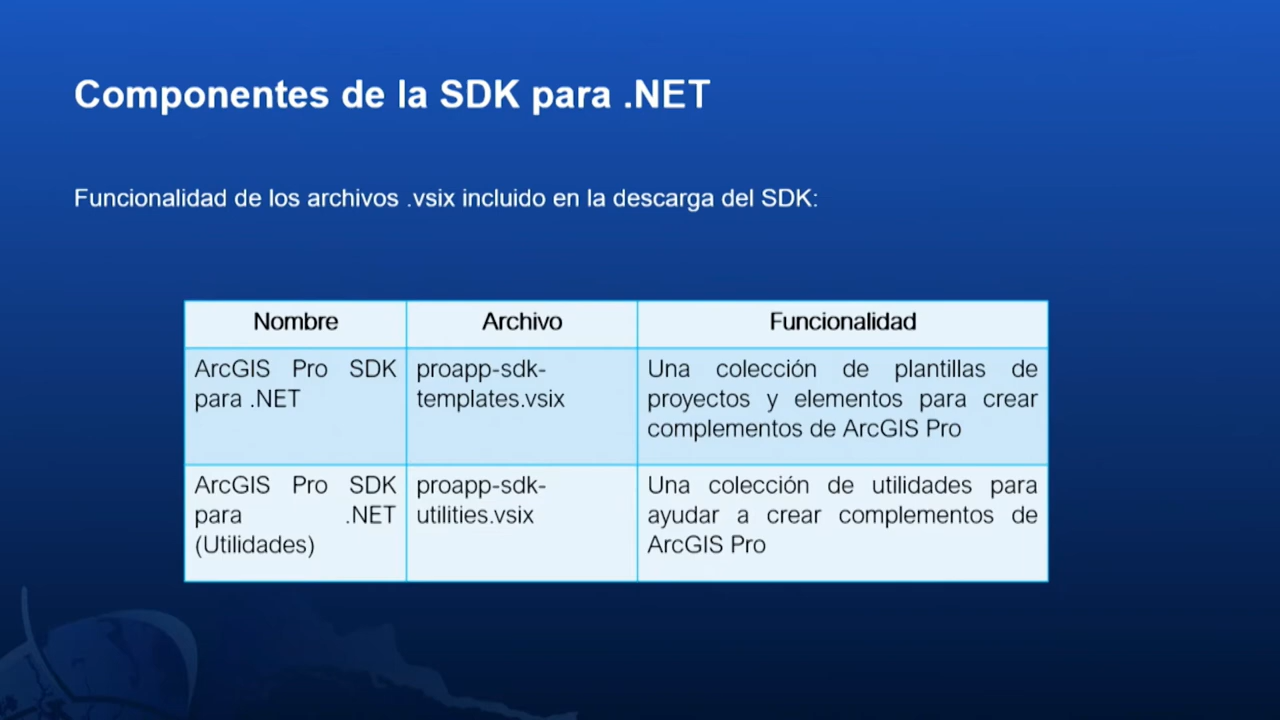 Componentes de la SDK para .NET
Funcionalidad de los archivos .vsix incluido en la descarga del SDK:
Nombre
Archivo
Funcionalidad
ArcGIS Pro SDK
para .NET
proapp-sdk-
templates.vsix
Una colección de plantillas de
proyectos y elementos para crear
complementos de ArcGIS Pro
ArcGIS Pro SDK
para .NET
(Utilidades)
proapp-sdk-
utilities.vsix
Una colección de utilidades para
ayudar a crear complementos de
ArcGIS Pro